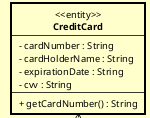 <<entity>>
CreditCard
- cardNumber : String
- cardHolderName : String
- expirationDate : String
- cvv : String
+ getCardNumber() : String